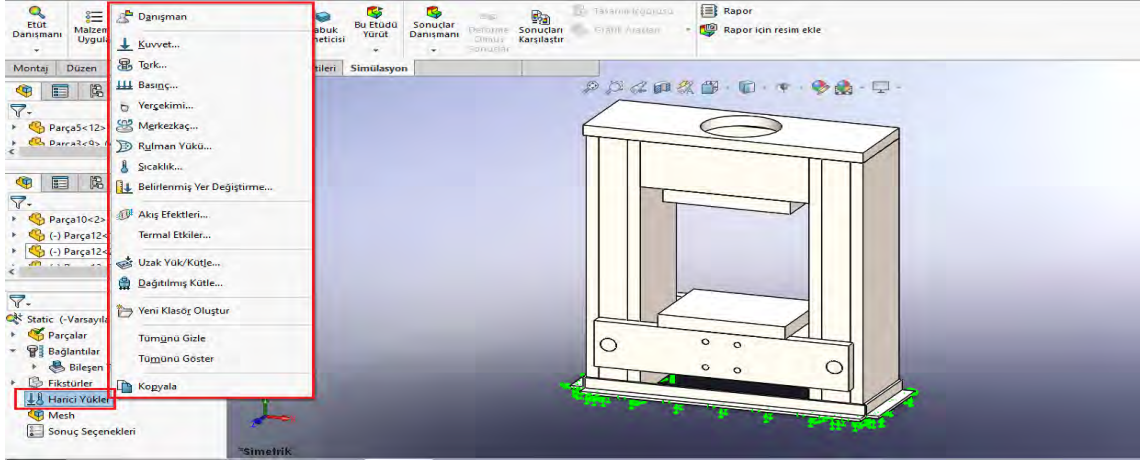 Etüt
Danışmanı
Malzem
Uygula
Bu Etüdü
Yürüt
Sonuçlar
Danışmanı
Sonuçları
Karşılaştır
Rapor
Rapor için resim ekle
Montaj
Düzen
Simülasyon
Parça5<12>
Parça10<2>
(-) Parça12<
(-) Parça12<
Static (-Varsayıla
Parçalar
Bağlantılar
Bileşen
Fikstürler
Harici Yükler
Mesh
Sonuç Seçenekleri
Danışman
Kuvvet...
Tork...
Basınç...
Yerçekimi...
Merkezkaç...
Rulman Yükü...
Sıcaklık...
Belirlenmiş Yer Değiştirme...
Akış Efektleri...
Termal Etkiler...
Uzak Yük/Kütle...
Dağıtılmış Kütle...
Yeni Klasör Oluştur
Tümünü Gizle
Tümünü Göster
Kopyala
*Simetrik